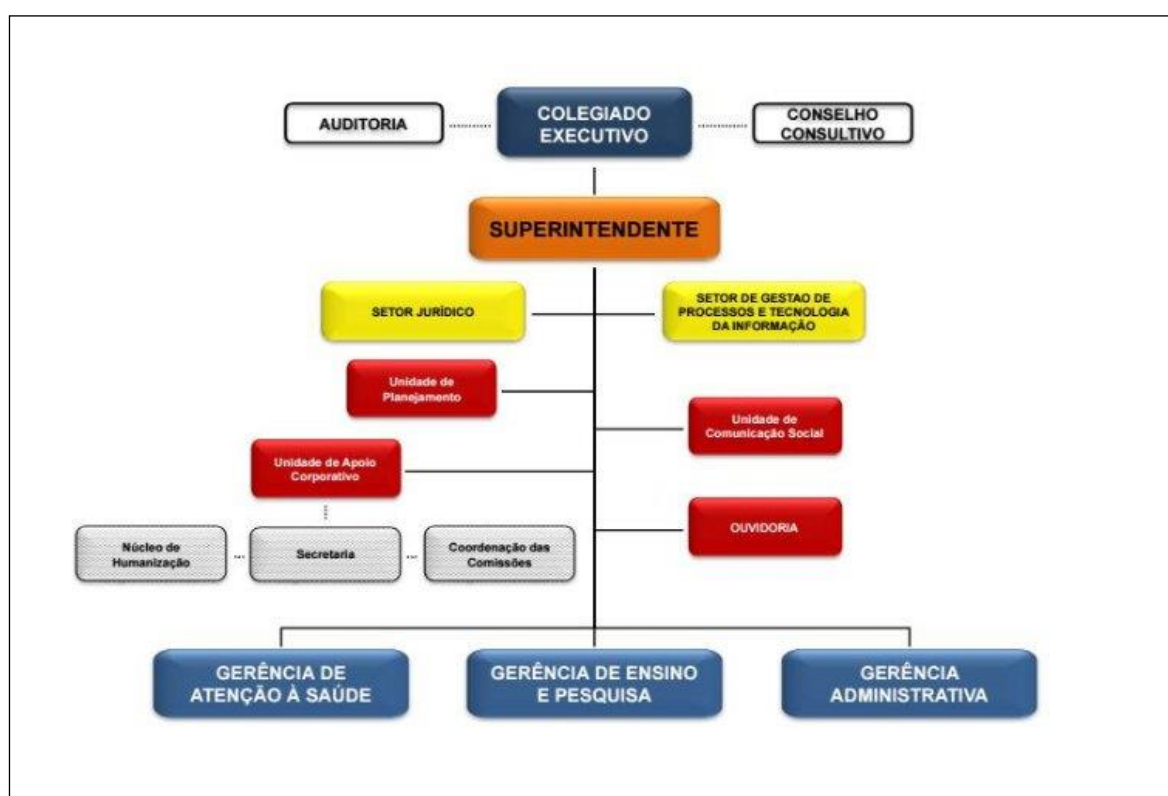 AUDITORIA
COLEGIADO
EXECUTIVO
CONSELHO
CONSULTIVO
SUPERINTENDENTE
SETOR JURÍDICO
SETOR DE GESTAO DE
PROCESSOS E TECNOLOGIA
DA INFORMAÇÃO
Unidade de
Planejamento
Unidade de
Comunicação Social
Unidade de Apoio
Corporativo
OUVIDORIA
Núcleo de
Humanização
Secretaria
Coordenação das
Comissões
GERÊNCIA DE
ATENÇÃO À SAÚDE
GERÊNCIA DE ENSINO
E PESQUISA
GERÊNCIA
ADMINISTRATIVA